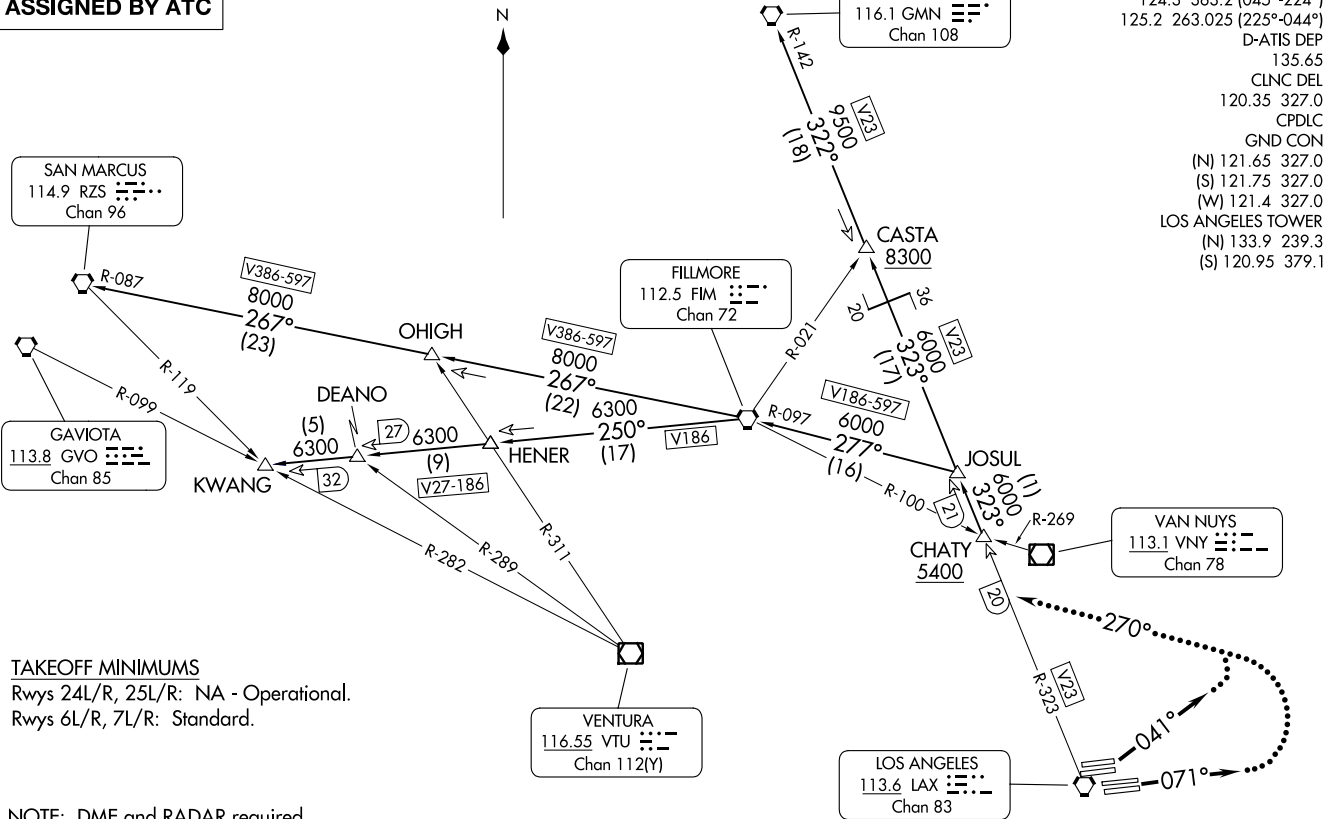 ASSIGNED BY ATC
N
116.1 GMN
Chan 108
124.3 363.2 (045°-224°)
125.2 263.025 (225°-044°)
D-ATIS DEP
135.65
CLNC DEL
120.35 327.0
CPDLC
GND CON
(N) 121.65 327.0
(S) 121.75 327.0
(W) 121.4 327.0
LOS ANGELES TOWER
(N) 133.9 239.3
(S) 120.95 379.1
R-142
V23
9500
322°
(18)
SAN MARCUS
114.9 RZS
Chan 96
R-087
V386-597
8000
267°
(23)
OHIGH
CASTA
8300
FILLMORE
112.5 FIM
Chan 72
R-021
20
36
V23
6000
323°
(17)
V386-597
8000
267°
(22)
R-119
R-099
DEANO
GAVIOTA
113.8 GVO
Chan 85
(5)
6300
27
6300
(9)
V27-186
HENER
6300
250°
(17)
V186
R-097
V186-597
6000
277°
(16)
R-100
JOSUL
(1)
6000
323°
21
KWANG
32
R-282
R-289
R-311
CHATY
5400
R-269
VAN NUYS
113.1 VNY
Chan 78
20
270°
R-323
V23
041°
071°
TAKEOFF MINIMUMS
Rwys 24L/R, 25L/R: NA - Operational.
Rwys 6L/R, 7L/R: Standard.
VENTURA
116.55 VTU
Chan 112(Y)
LOS ANGELES
113.6 LAX
Chan 83
NOTE: DME and RADAR required